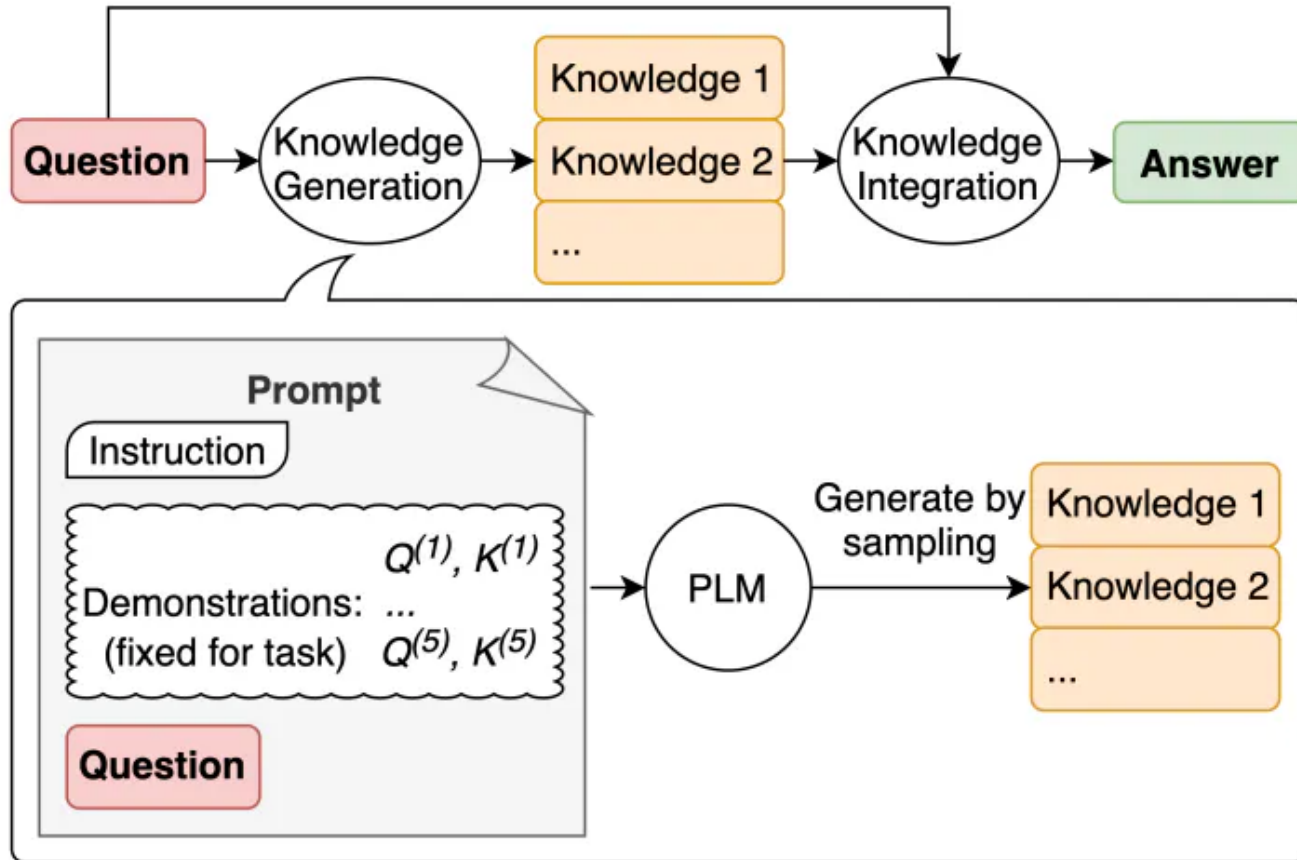 Question
Knowledge
Generation
Knowledge 1
Knowledge 2
...
Knowledge
Integration
Answer
Prompt
Instruction
Demonstrations:
(fixed for task)
Q(1), K(1)
...
Q(5), K(5)
Question
PLM
Generate by
sampling
Knowledge 1
Knowledge 2
...